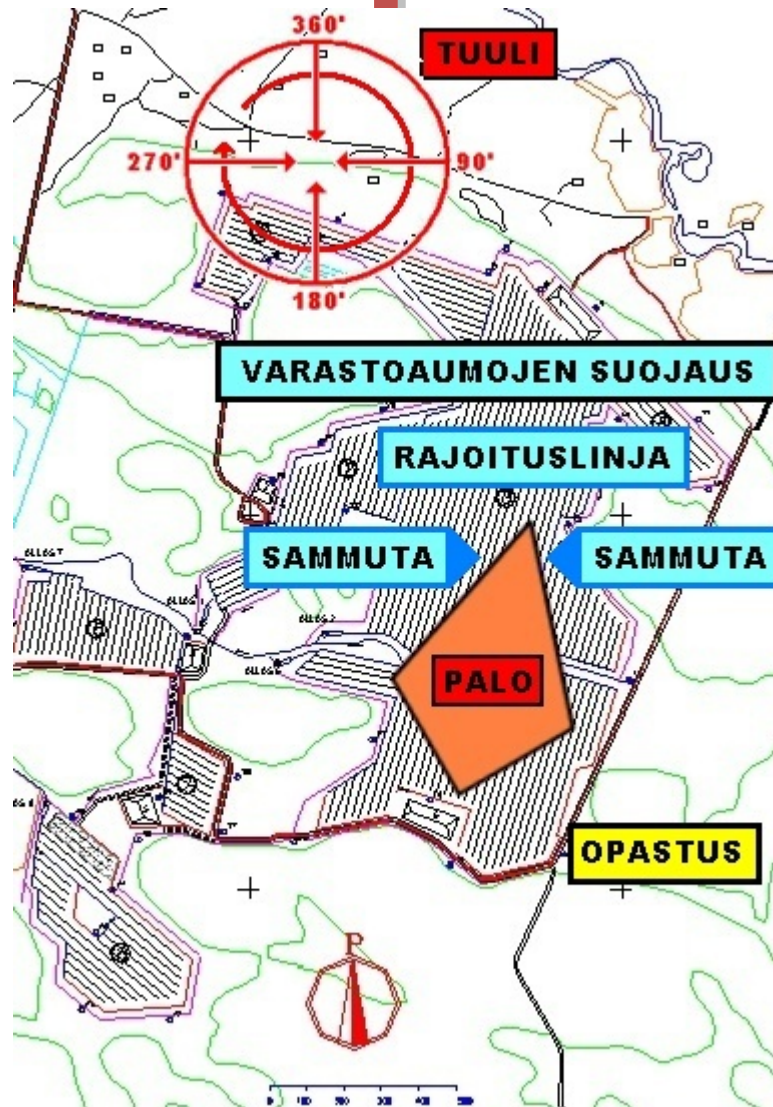 360'
TUULI
270'
90'
180'
VARASTOAUMOJEN SUOJAUS
RAJOITUSLINJA
SAMMUTA
SAMMUTA
PALO
OPASTUS
P